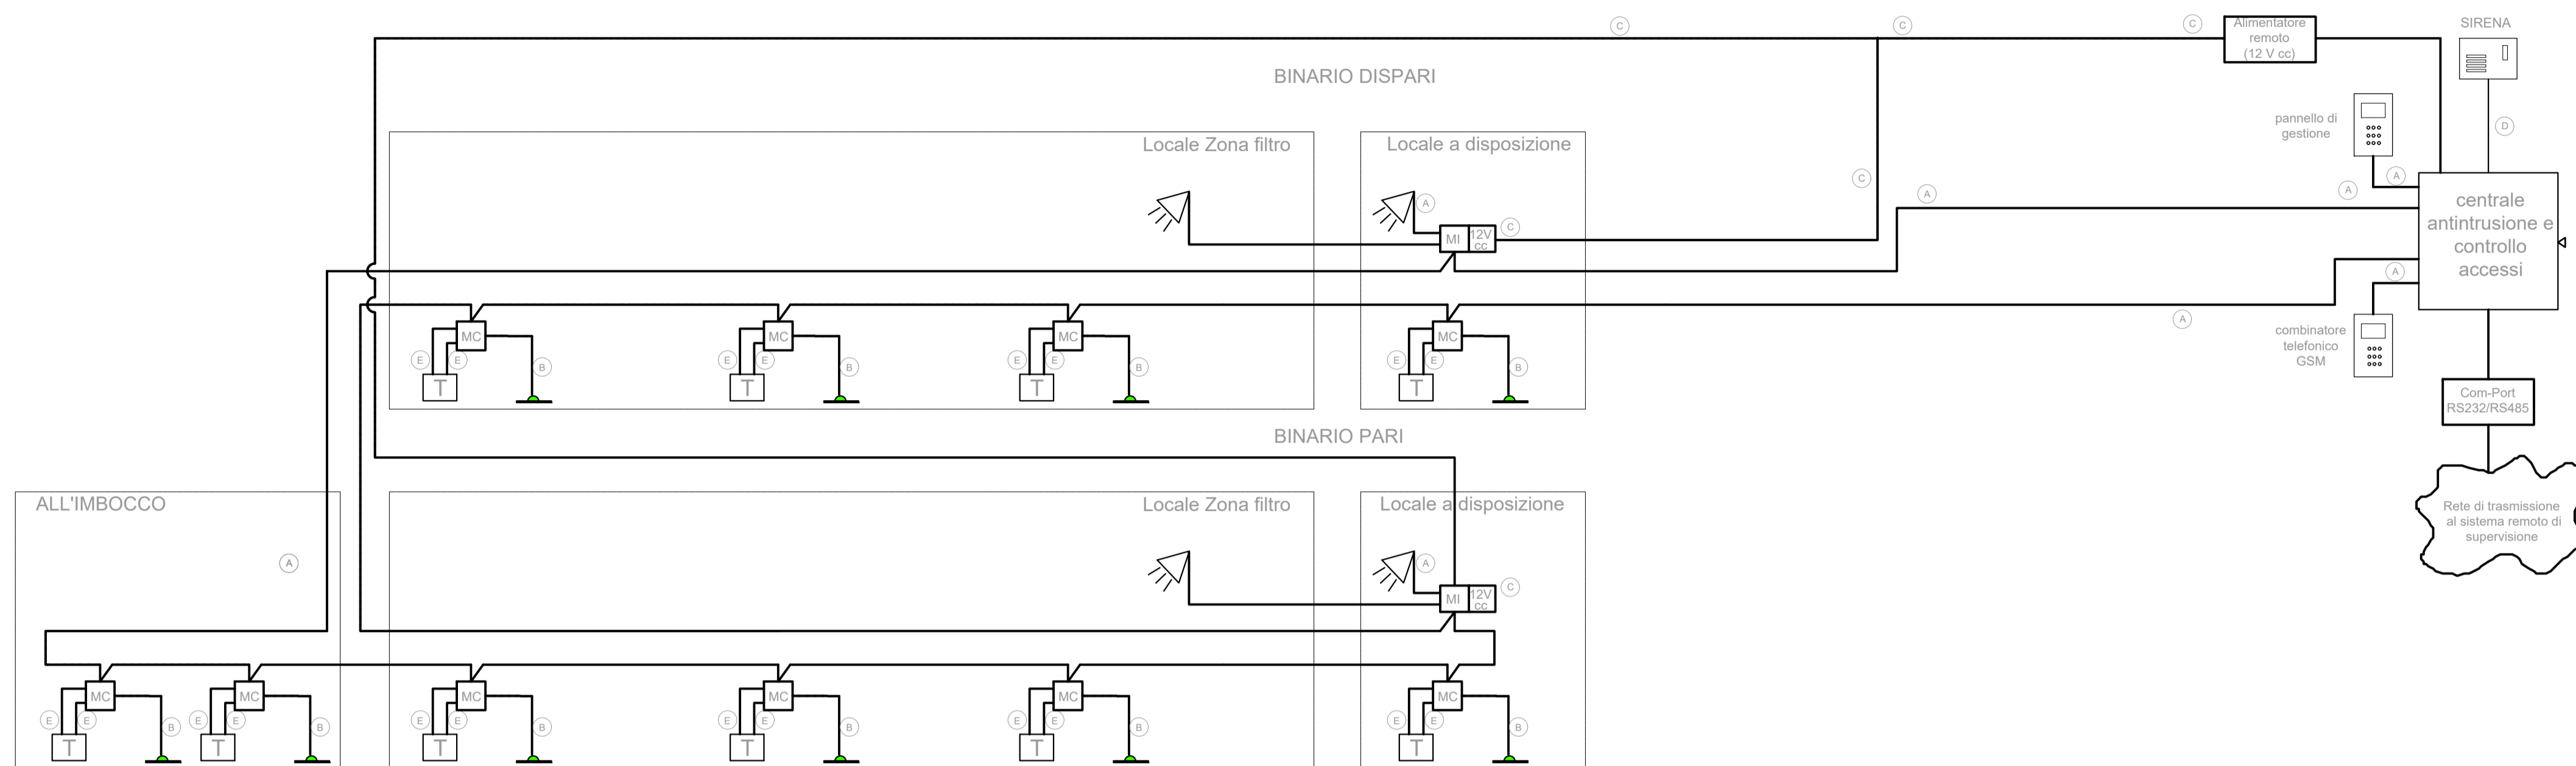 C
C
C
Alimentatore
remoto
(12 V cc)
SIRENA
BINARIO DISPARI
pannello di
gestione
D
Locale Zona filtro
Locale a disposizione
C
A
A
A
A
centrale
antintrusione e
controllo
accessi
MI
12V
cc
C
A
A
MC
E
E
B
T
MC
E
E
B
T
MC
E
E
B
T
MC
E
E
B
T
combinatore
telefonico
GSM
Com-Port
RS232/RS485
BINARIO PARI
ALL'IMBOCCO
Locale Zona filtro
Locale a disposizione
Rete di trasmissione
al sistema remoto di
supervisione
A
A
MI
12V
cc
C
MC
E
E
B
T
MC
E
E
B
T
MC
E
E
B
T
MC
E
E
B
T
MC
E
E
B
T
MC
E
E
B
T